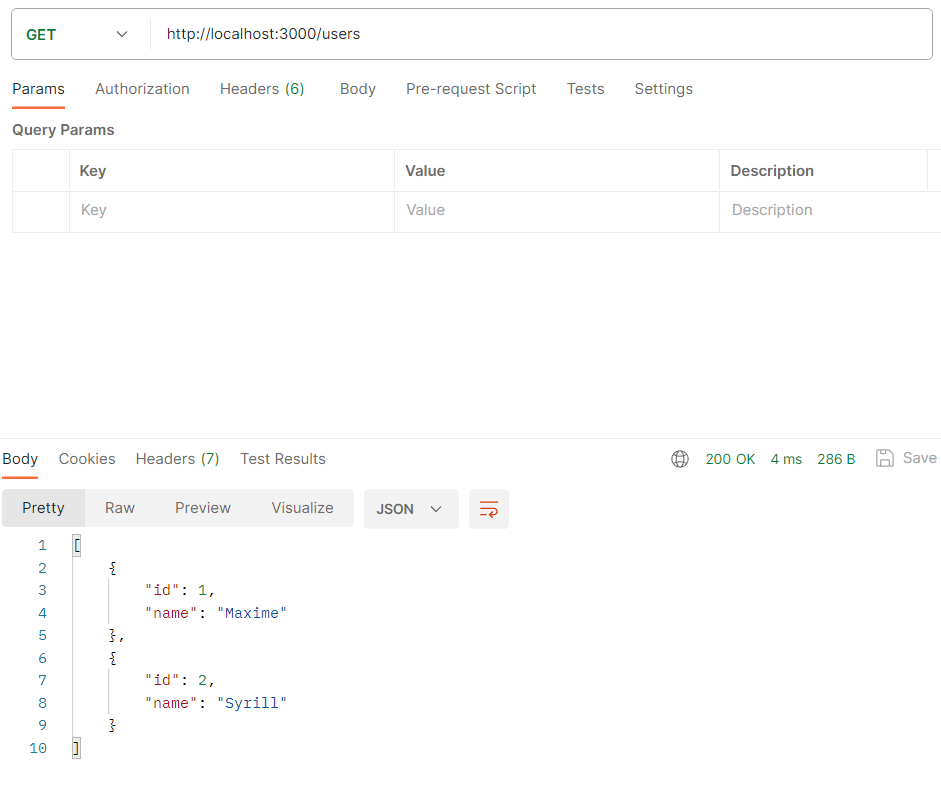 GET http://localhost:3000/users
Params Authorization Headers (6) Body Pre-request Script Tests Settings
Query Params
Key Value Description
Key Value Description
Body Cookies Headers (7) Test Results 200 OK 4 ms 286 B Save
Pretty Raw Preview Visualize JSON
1 [
2 {
3 "id": 1,
4 "name": "Maxime"
5 },
6 {
7 "id": 2,
8 "name": "Syrill"
9 }
10 ]